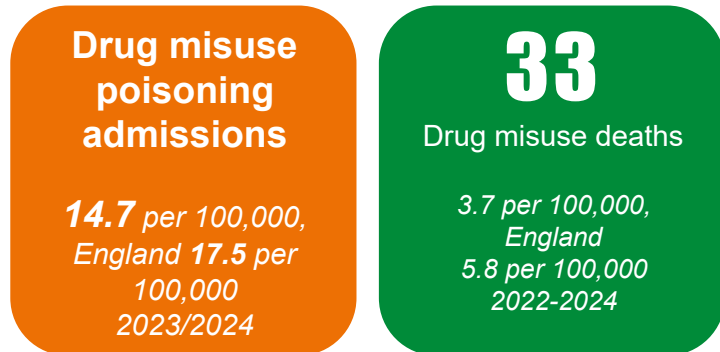 Drug misuse
poisoning
admissions
14.7 per 100,000,
England 17.5 per
100,000
2023/2024
33
Drug misuse deaths
3.7 per 100,000,
England
5.8 per 100,000
2022-2024